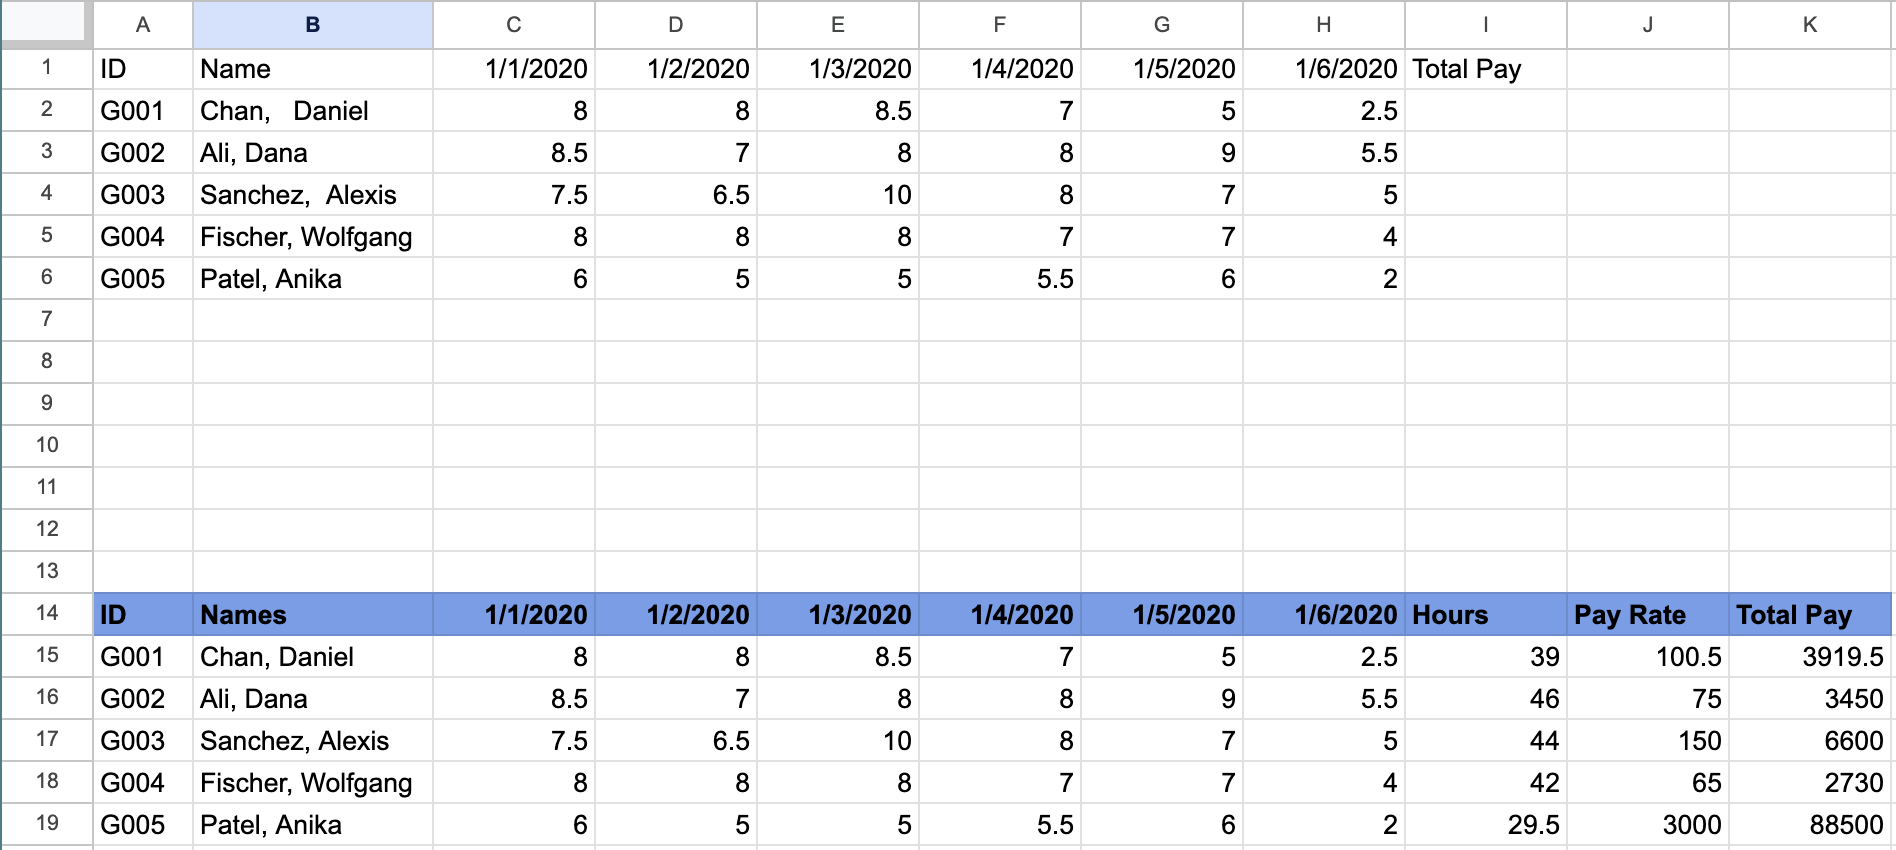 A B C D E F G H I J K
1 ID Name 1/1/2020 1/2/2020 1/3/2020 1/4/2020 1/5/2020 1/6/2020 Total Pay
2 G001 Chan,   Daniel 8 8 8.5 7 5 2.5
3 G002 Ali, Dana 8.5 7 8 8 9 5.5
4 G003 Sanchez,  Alexis 7.5 6.5 10 8 7 5
5 G004 Fischer, Wolfgang 8 8 8 7 7 4
6 G005 Patel, Anika 6 5 5 5.5 6 2
7
8
9
10
11
12
13
14 ID Names 1/1/2020 1/2/2020 1/3/2020 1/4/2020 1/5/2020 1/6/2020 Hours Pay Rate Total Pay
15 G001 Chan, Daniel 8 8 8.5 7 5 2.5 39 100.5 3919.5
16 G002 Ali, Dana 8.5 7 8 8 9 5.5 46 75 3450
17 G003 Sanchez, Alexis 7.5 6.5 10 8 7 5 44 150 6600
18 G004 Fischer, Wolfgang 8 8 8 7 7 4 42 65 2730
19 G005 Patel, Anika 6 5 5 5.5 6 2 29.5 3000 88500